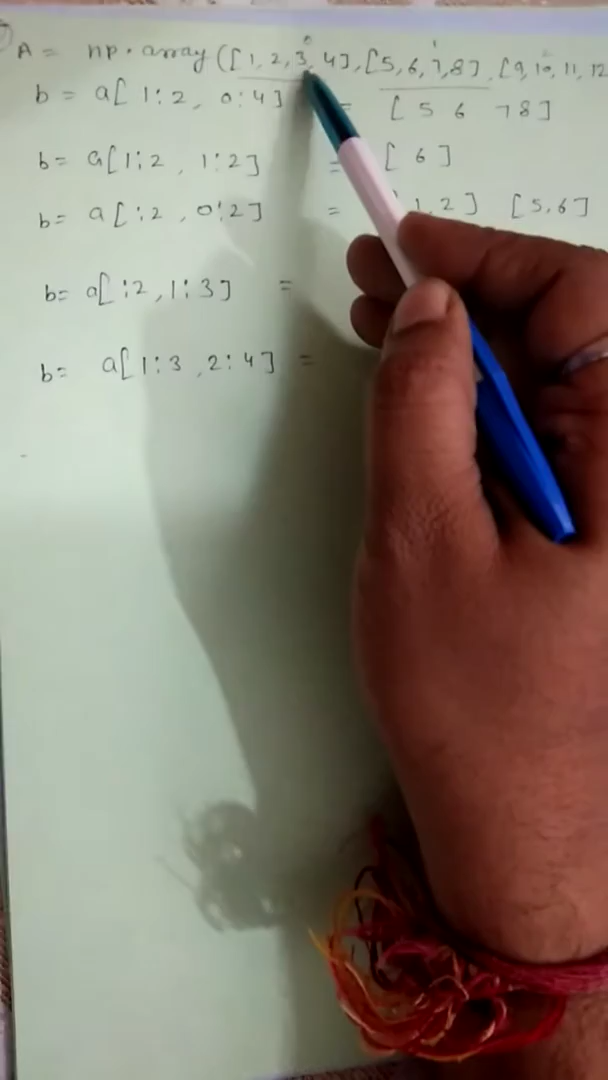 A = np.array([1, 2, 3, 4], [5, 6, 7, 8], [9, 10, 11, 12
b = a[ 1:2, 0:4] = [ 5 6 7 8 ]
b = a[1:2, 1:2] = [ 6 ]
b = a[:2, 0:2] = 1, 2 ] [5, 6]
b = a[:2, 1:3] =
b = a[1:3, 2:4] =